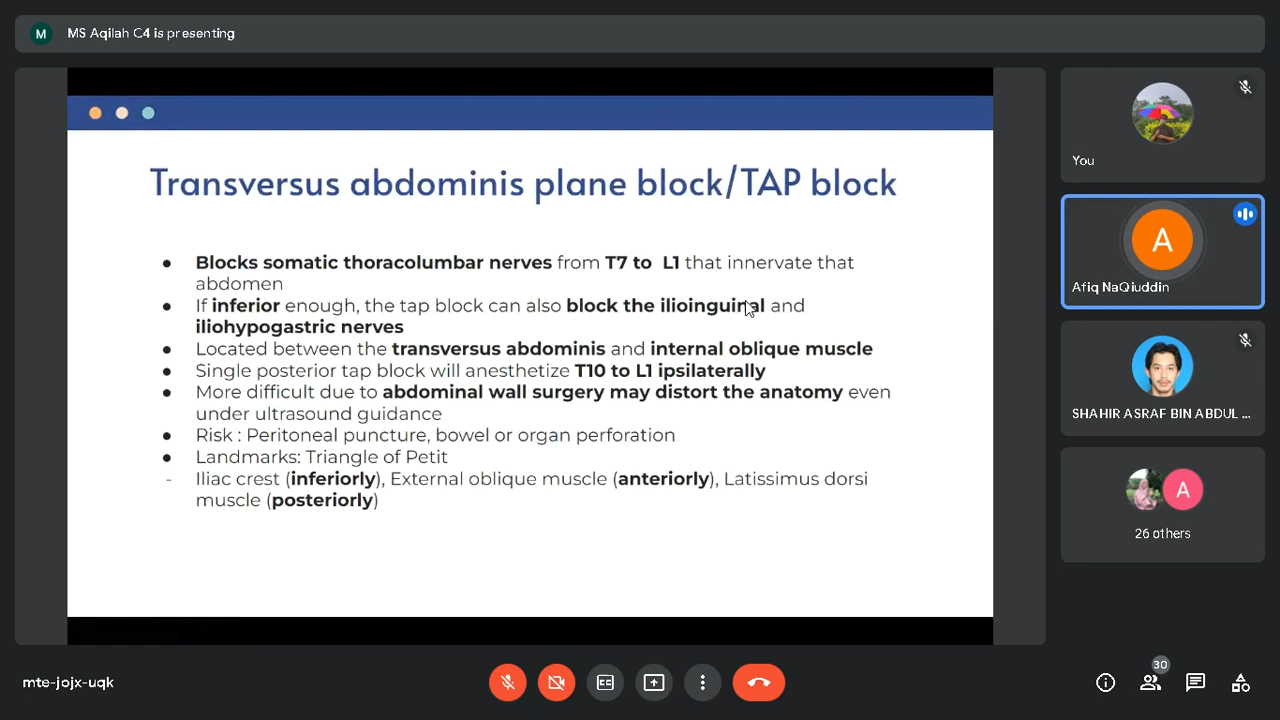 M MS Aqilah C4 is presenting
Transversus abdominis plane block/TAP block
● Blocks somatic thoracolumbar nerves from T7 to L1 that innervate that
abdomen
● If inferior enough, the tap block can also block the ilioinguinal and
iliohypogastric nerves
● Located between the transversus abdominis and internal oblique muscle
● Single posterior tap block will anesthetize T10 to L1 ipsilaterally
● More difficult due to abdominal wall surgery may distort the anatomy even
under ultrasound guidance
● Risk : Peritoneal puncture, bowel or organ perforation
● Landmarks: Triangle of Petit
- Iliac crest (inferiorly), External oblique muscle (anteriorly), Latissimus dorsi
muscle (posteriorly)
You
A
Afiq NaQiuddin
SHAHIR ASRAF BIN ABDUL ...
A
26 others
mte-jojx-uqk
CC
30